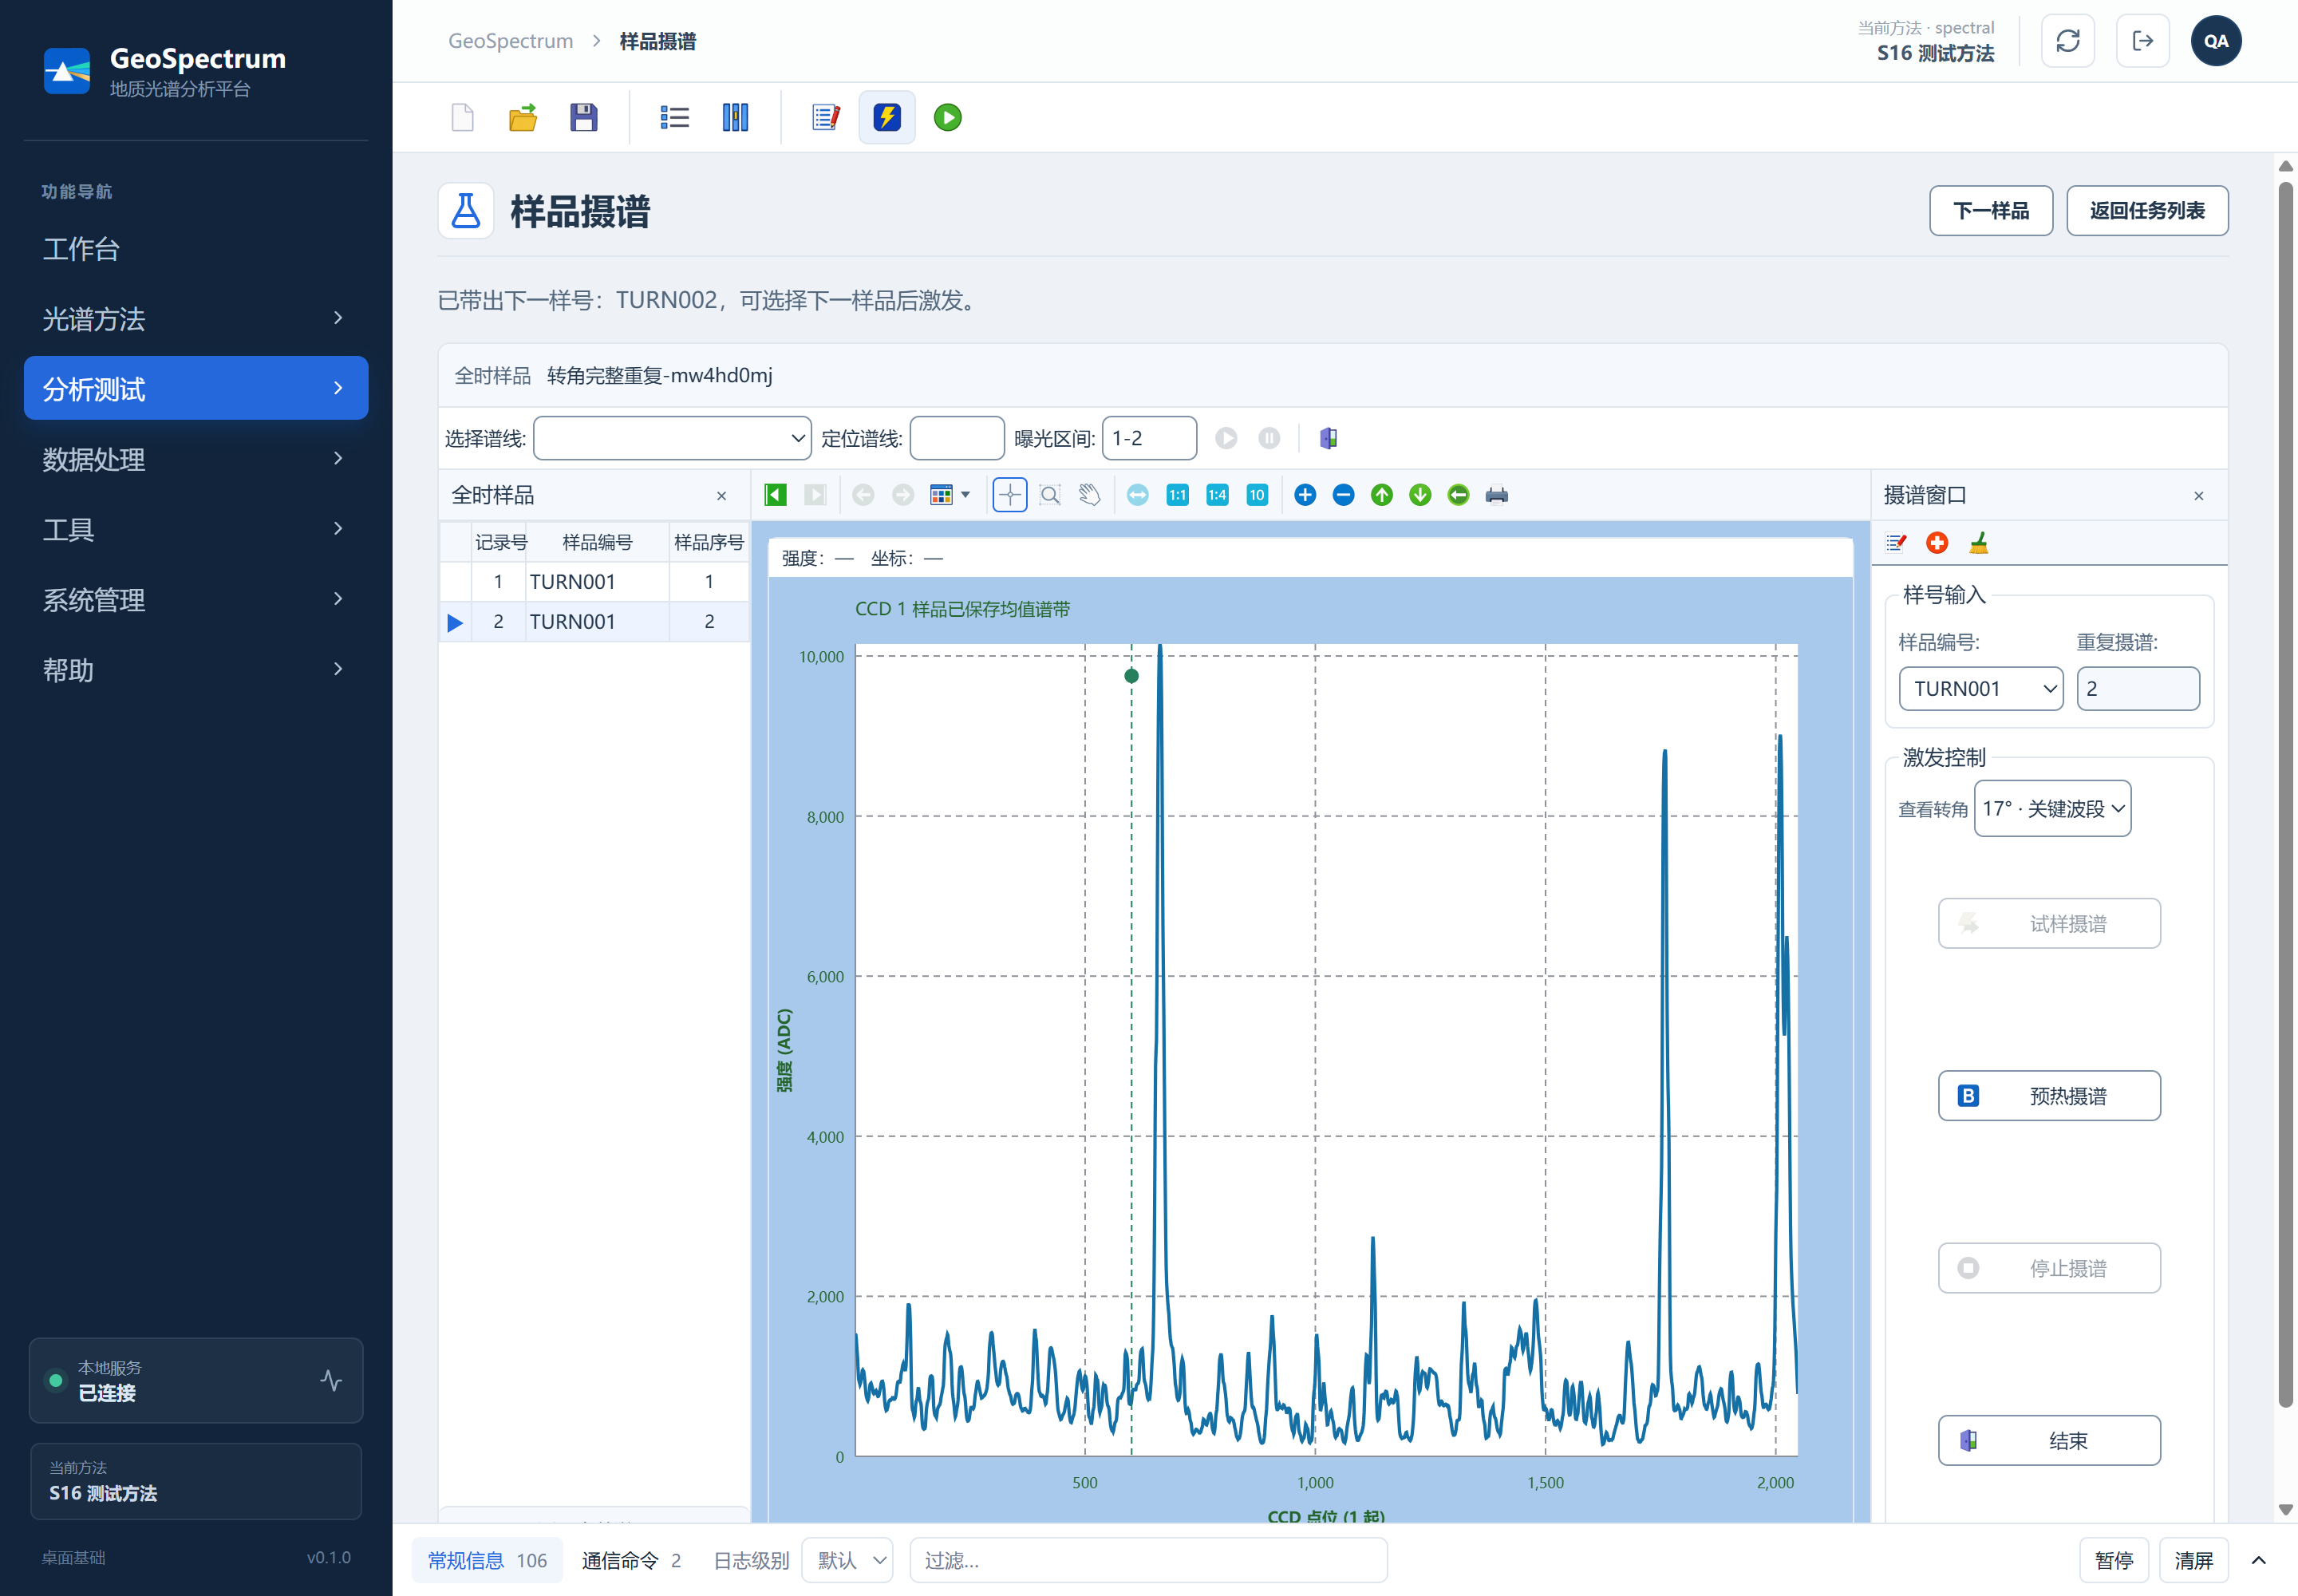 GeoSpectrum
地质光谱分析平台
功能导航
工作台
光谱方法
分析测试
数据处理
工具
系统管理
帮助
本地服务
已连接
当前方法
S16 测试方法
桌面基础 v0.1.0
GeoSpectrum 样品摄谱
当前方法 · spectral
S16 测试方法
QA
样品摄谱
下一样品 返回任务列表
已带出下一样号：TURN002，可选择下一样品后激发。
全时样品 转角完整重复-mw4hd0mj
选择谱线: 定位谱线: 曝光区间: 1-2
全时样品 ×
1:1 1:4 10
记录号 样品编号 样品序号
1 TURN001 1
2 TURN001 2
强度: — 坐标: —
CCD 1 样品已保存均值谱带
10,000
8,000
6,000
4,000
2,000
0
强度 (ADC)
500 1,000 1,500 2,000
CCD 点位 (1 起)
摄谱窗口 ×
样号输入
样品编号: 重复摄谱:
TURN001 2
激发控制
查看转角 17° · 关键波段
试样摄谱
B 预热摄谱
停止摄谱
结束
常规信息 106 通信命令 2 日志级别 默认 过滤...
暂停 清屏